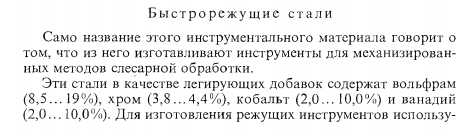 Быстрорежущие стали
Само название этого инструментального материала говорит о
том, что из него изготавливают инструменты для механизирован-
ных методов слесарной обработки.
Эти стали в качестве легирующих добавок содержат вольфрам
(8,5...19%), хром (3,8...4,4%), кобальт (2,0...10,0%) и ванадий
(2,0...10,0%). Для изготовления режущих инструментов использу-